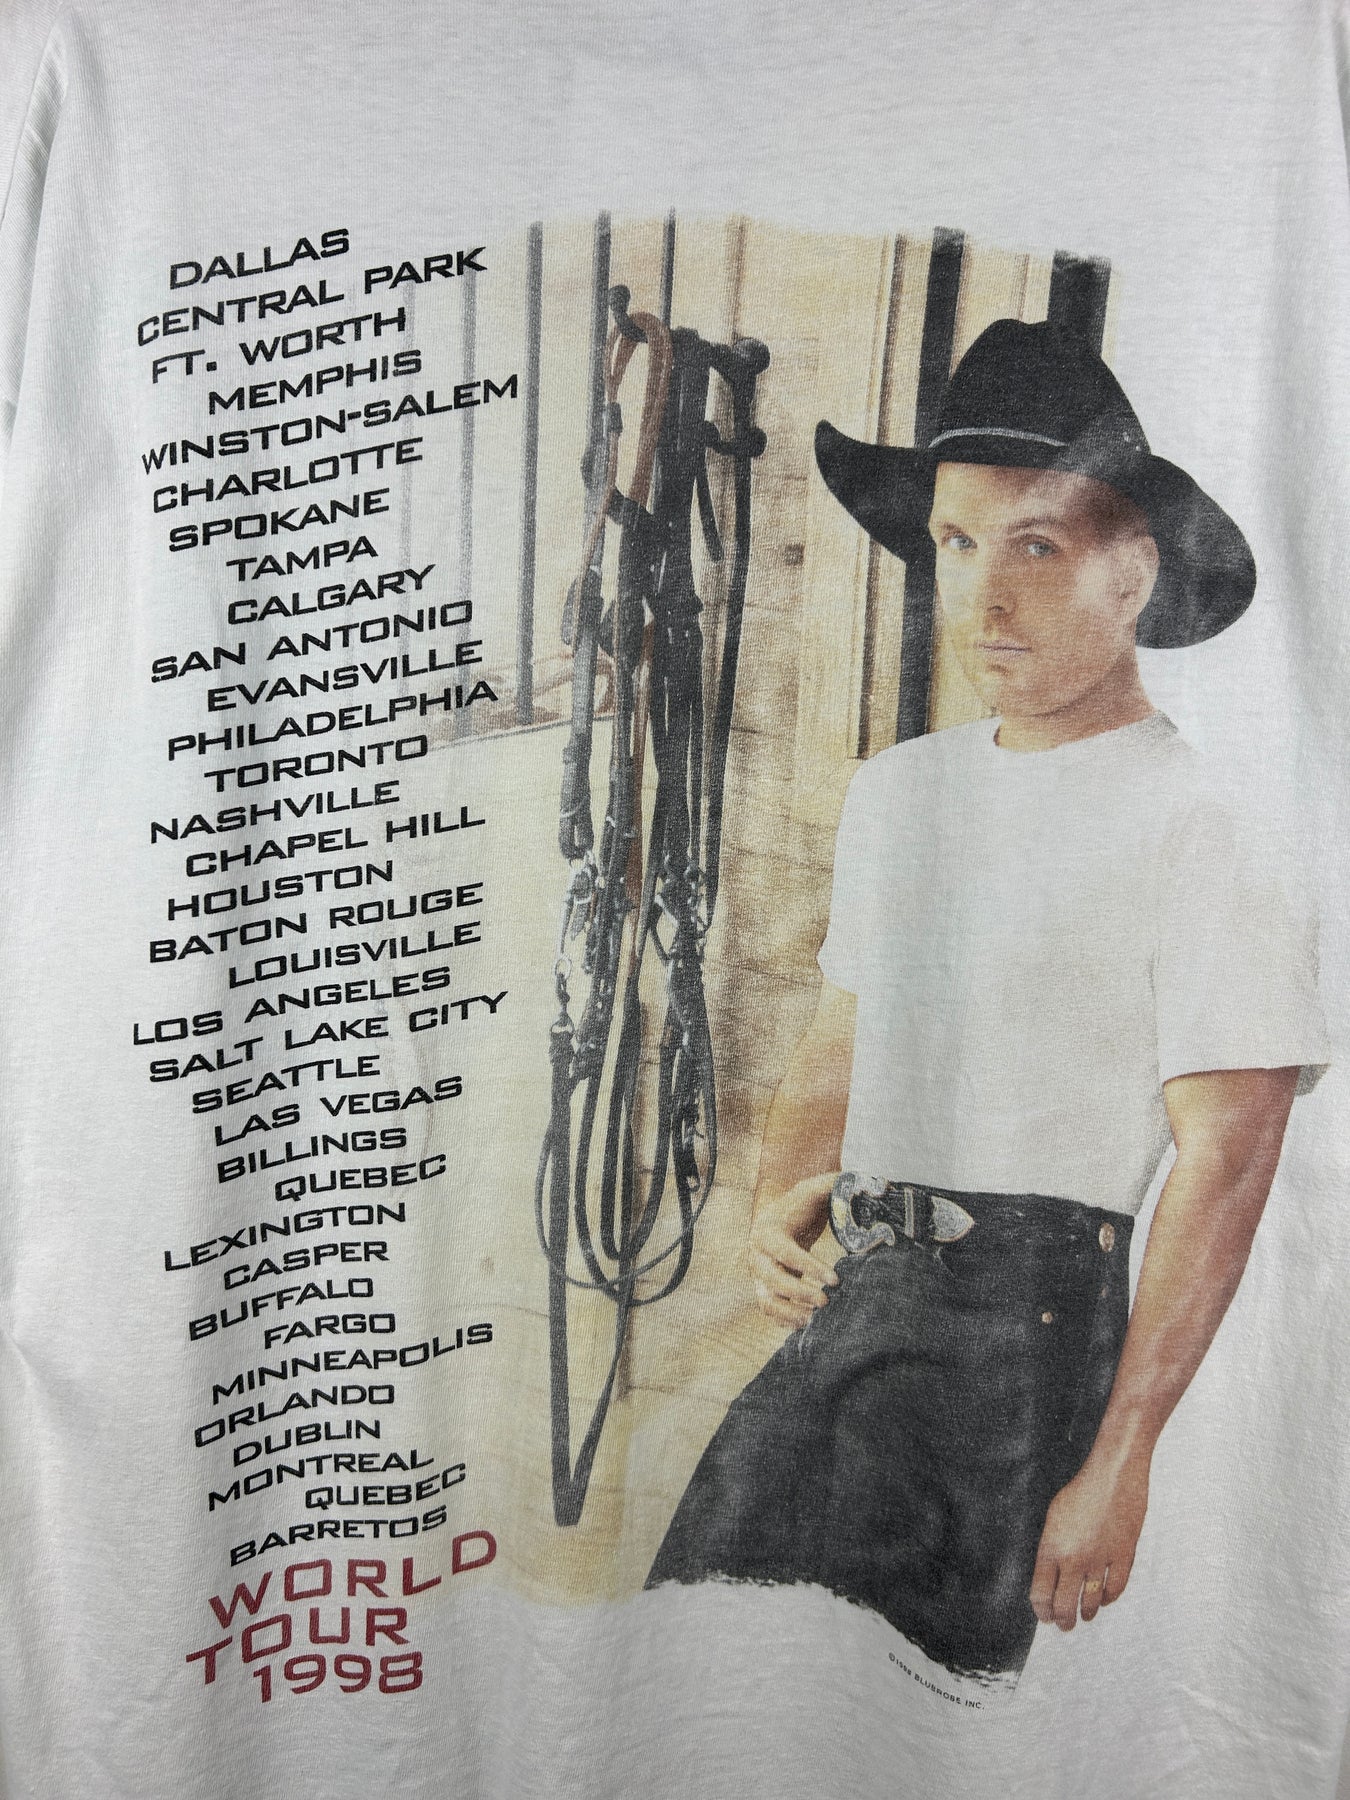 DALLAS
CENTRAL PARK
FT. WORTH
MEMPHIS
WINSTON-SALEM
CHARLOTTE
SPOKANE
TAMPA
CALGARY
SAN ANTONIO
EVANSVILLE
PHILADELPHIA
TORONTO
NASHVILLE
CHAPEL HILL
HOUSTON
BATON ROUGE
LOUISVILLE
LOS ANGELES
SALT LAKE CITY
SEATTLE
LAS VEGAS
BILLINGS
QUEBEC
LEXINGTON
CASPER
BUFFALO
FARGO
MINNEAPOLIS
ORLANDO
DUBLIN
MONTREAL
QUEBEC
BARRETOS
WORLD
TOUR
1998
©1998 BLUEROSE INC.